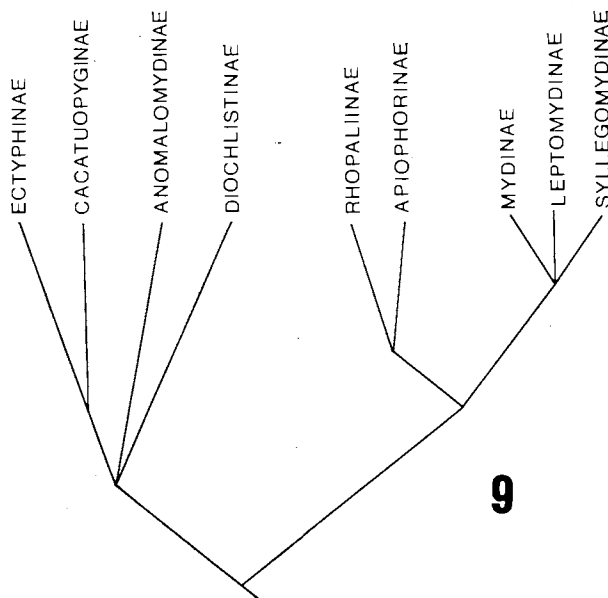 ECTYPHINAE
CACATUOPYGINAE
ANOMALOMYDINAE
DIOCHLISTINAE
RHOPALIINAE
APIOPHORINAE
MYDINAE
LEPTOMYDINAE
SYLLEGOMYDINAE
9